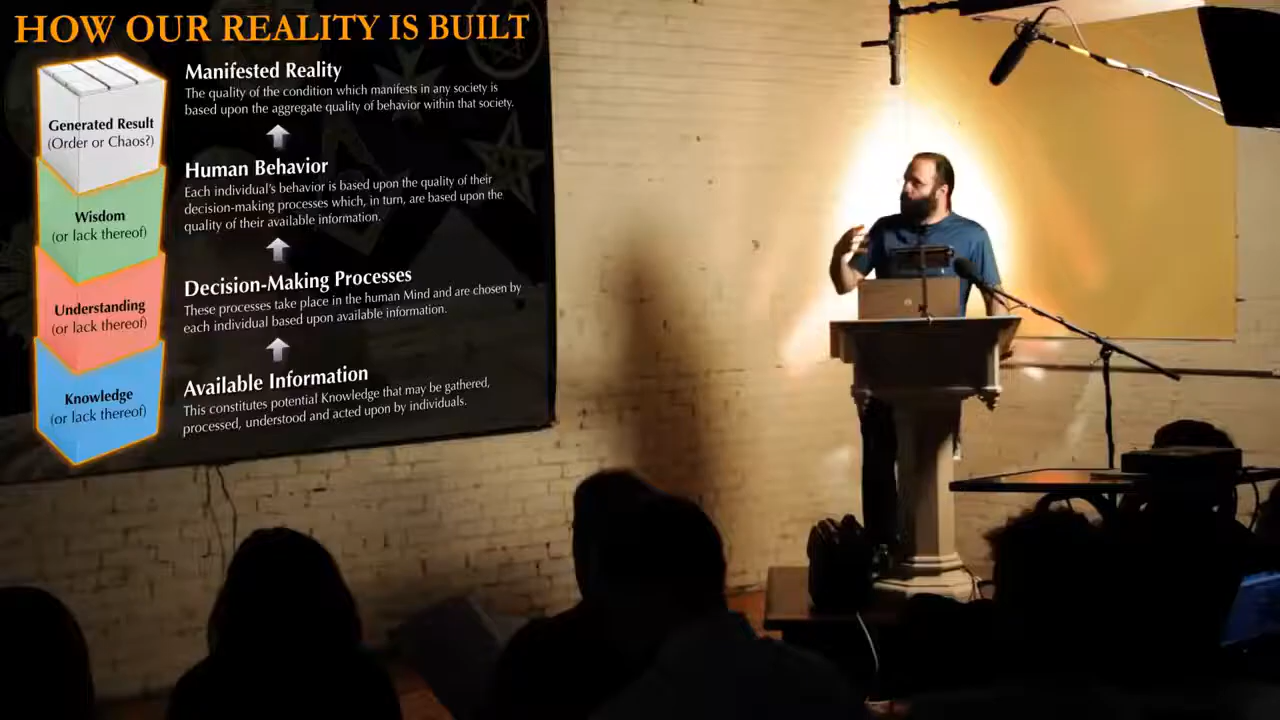 HOW OUR REALITY IS BUILT
Generated Result
(Order or Chaos?)
Wisdom
(or lack thereof)
Understanding
(or lack thereof)
Knowledge
(or lack thereof)
Manifested Reality
The quality of the condition which manifests in any society is
based upon the aggregate quality of behavior within that society.
Human Behavior
Each individual's behavior is based upon the quality of their
decision-making processes which, in turn, are based upon the
quality of their available information.
Decision-Making Processes
These processes take place in the human Mind and are chosen by
each individual based upon available information.
Available Information
This constitutes potential Knowledge that may be gathered,
processed, understood and acted upon by individuals.